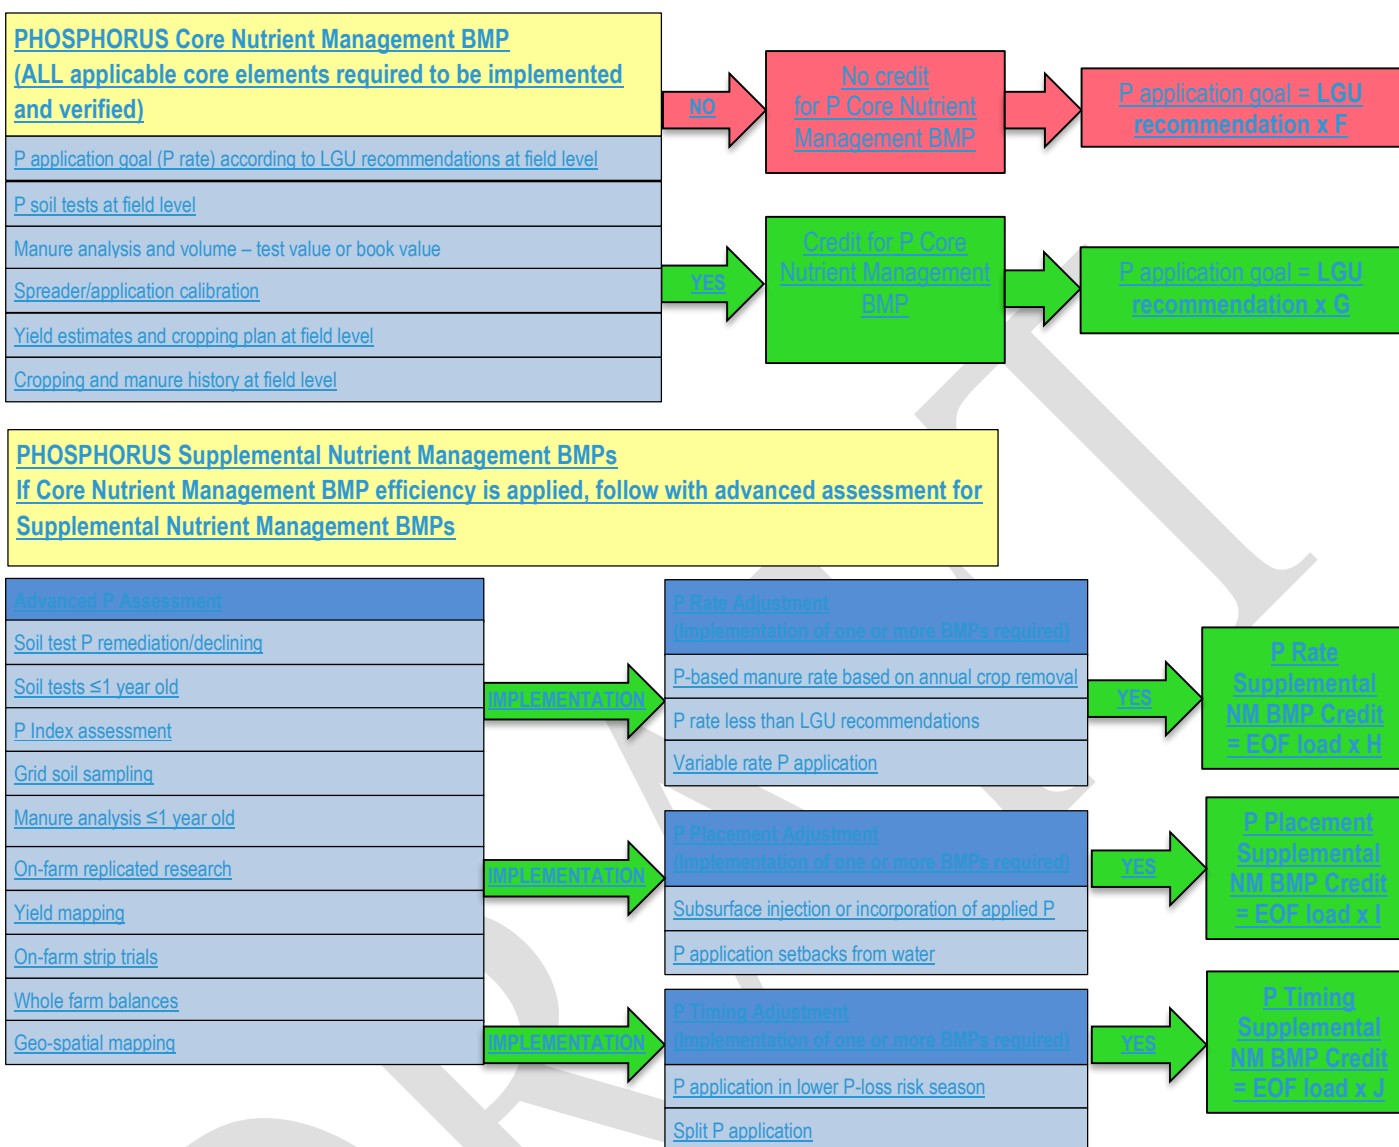 PHOSPHORUS Core Nutrient Management BMP
(ALL applicable core elements required to be implemented
and verified)
P application goal (P rate) according to LGU recommendations at field level
P soil tests at field level
Manure analysis and volume – test value or book value
Spreader/application calibration
Yield estimates and cropping plan at field level
Cropping and manure history at field level
NO
No credit
for P Core Nutrient
Management BMP
P application goal = LGU
recommendation x F
YES
Credit for P Core
Nutrient Management
BMP
P application goal = LGU
recommendation x G
PHOSPHORUS Supplemental Nutrient Management BMPs
If Core Nutrient Management BMP efficiency is applied, follow with advanced assessment for
Supplemental Nutrient Management BMPs
Advanced P Assessment
Soil test P remediation/declining
Soil tests ≤1 year old
P Index assessment
Grid soil sampling
Manure analysis ≤1 year old
On-farm replicated research
Yield mapping
On-farm strip trials
Whole farm balances
Geo-spatial mapping
IMPLEMENTATION
P Rate Adjustment
(Implementation of one or more BMPs required)
P-based manure rate based on annual crop removal
P rate less than LGU recommendations
Variable rate P application
YES
P Rate
Supplemental
NM BMP Credit
= EOF load x H
IMPLEMENTATION
P Placement Adjustment
(Implementation of one or more BMPs required)
Subsurface injection or incorporation of applied P
P application setbacks from water
YES
P Placement
Supplemental
NM BMP Credit
= EOF load x I
IMPLEMENTATION
P Timing Adjustment
(Implementation of one or more BMPs required)
P application in lower P-loss risk season
Split P application
YES
P Timing
Supplemental
NM BMP Credit
= EOF load x J